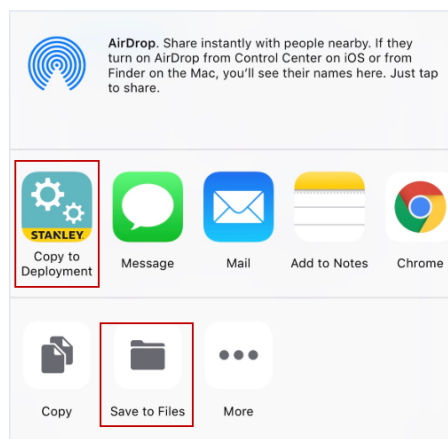 AirDrop. Share instantly with people nearby. If they
turn on AirDrop from Control Center on iOS or from
Finder on the Mac, you'll see their names here. Just tap
to share.
STANLEY
Copy to
Deployment
Message
Mail
Add to Notes
Chrome
Copy
Save to Files
More